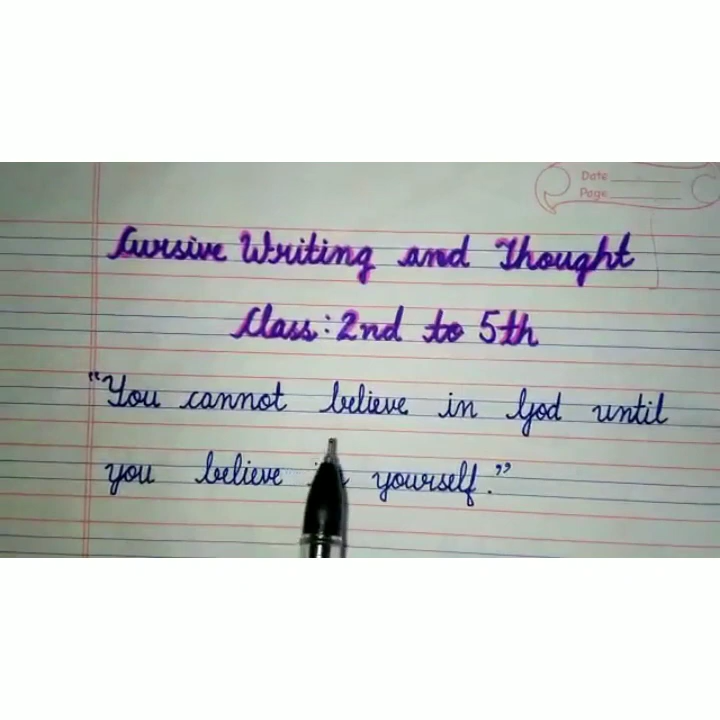 Date
Page
Cursive Writing and Thought
Class: 2nd to 5th
"You cannot believe in God until
you believe yourself."